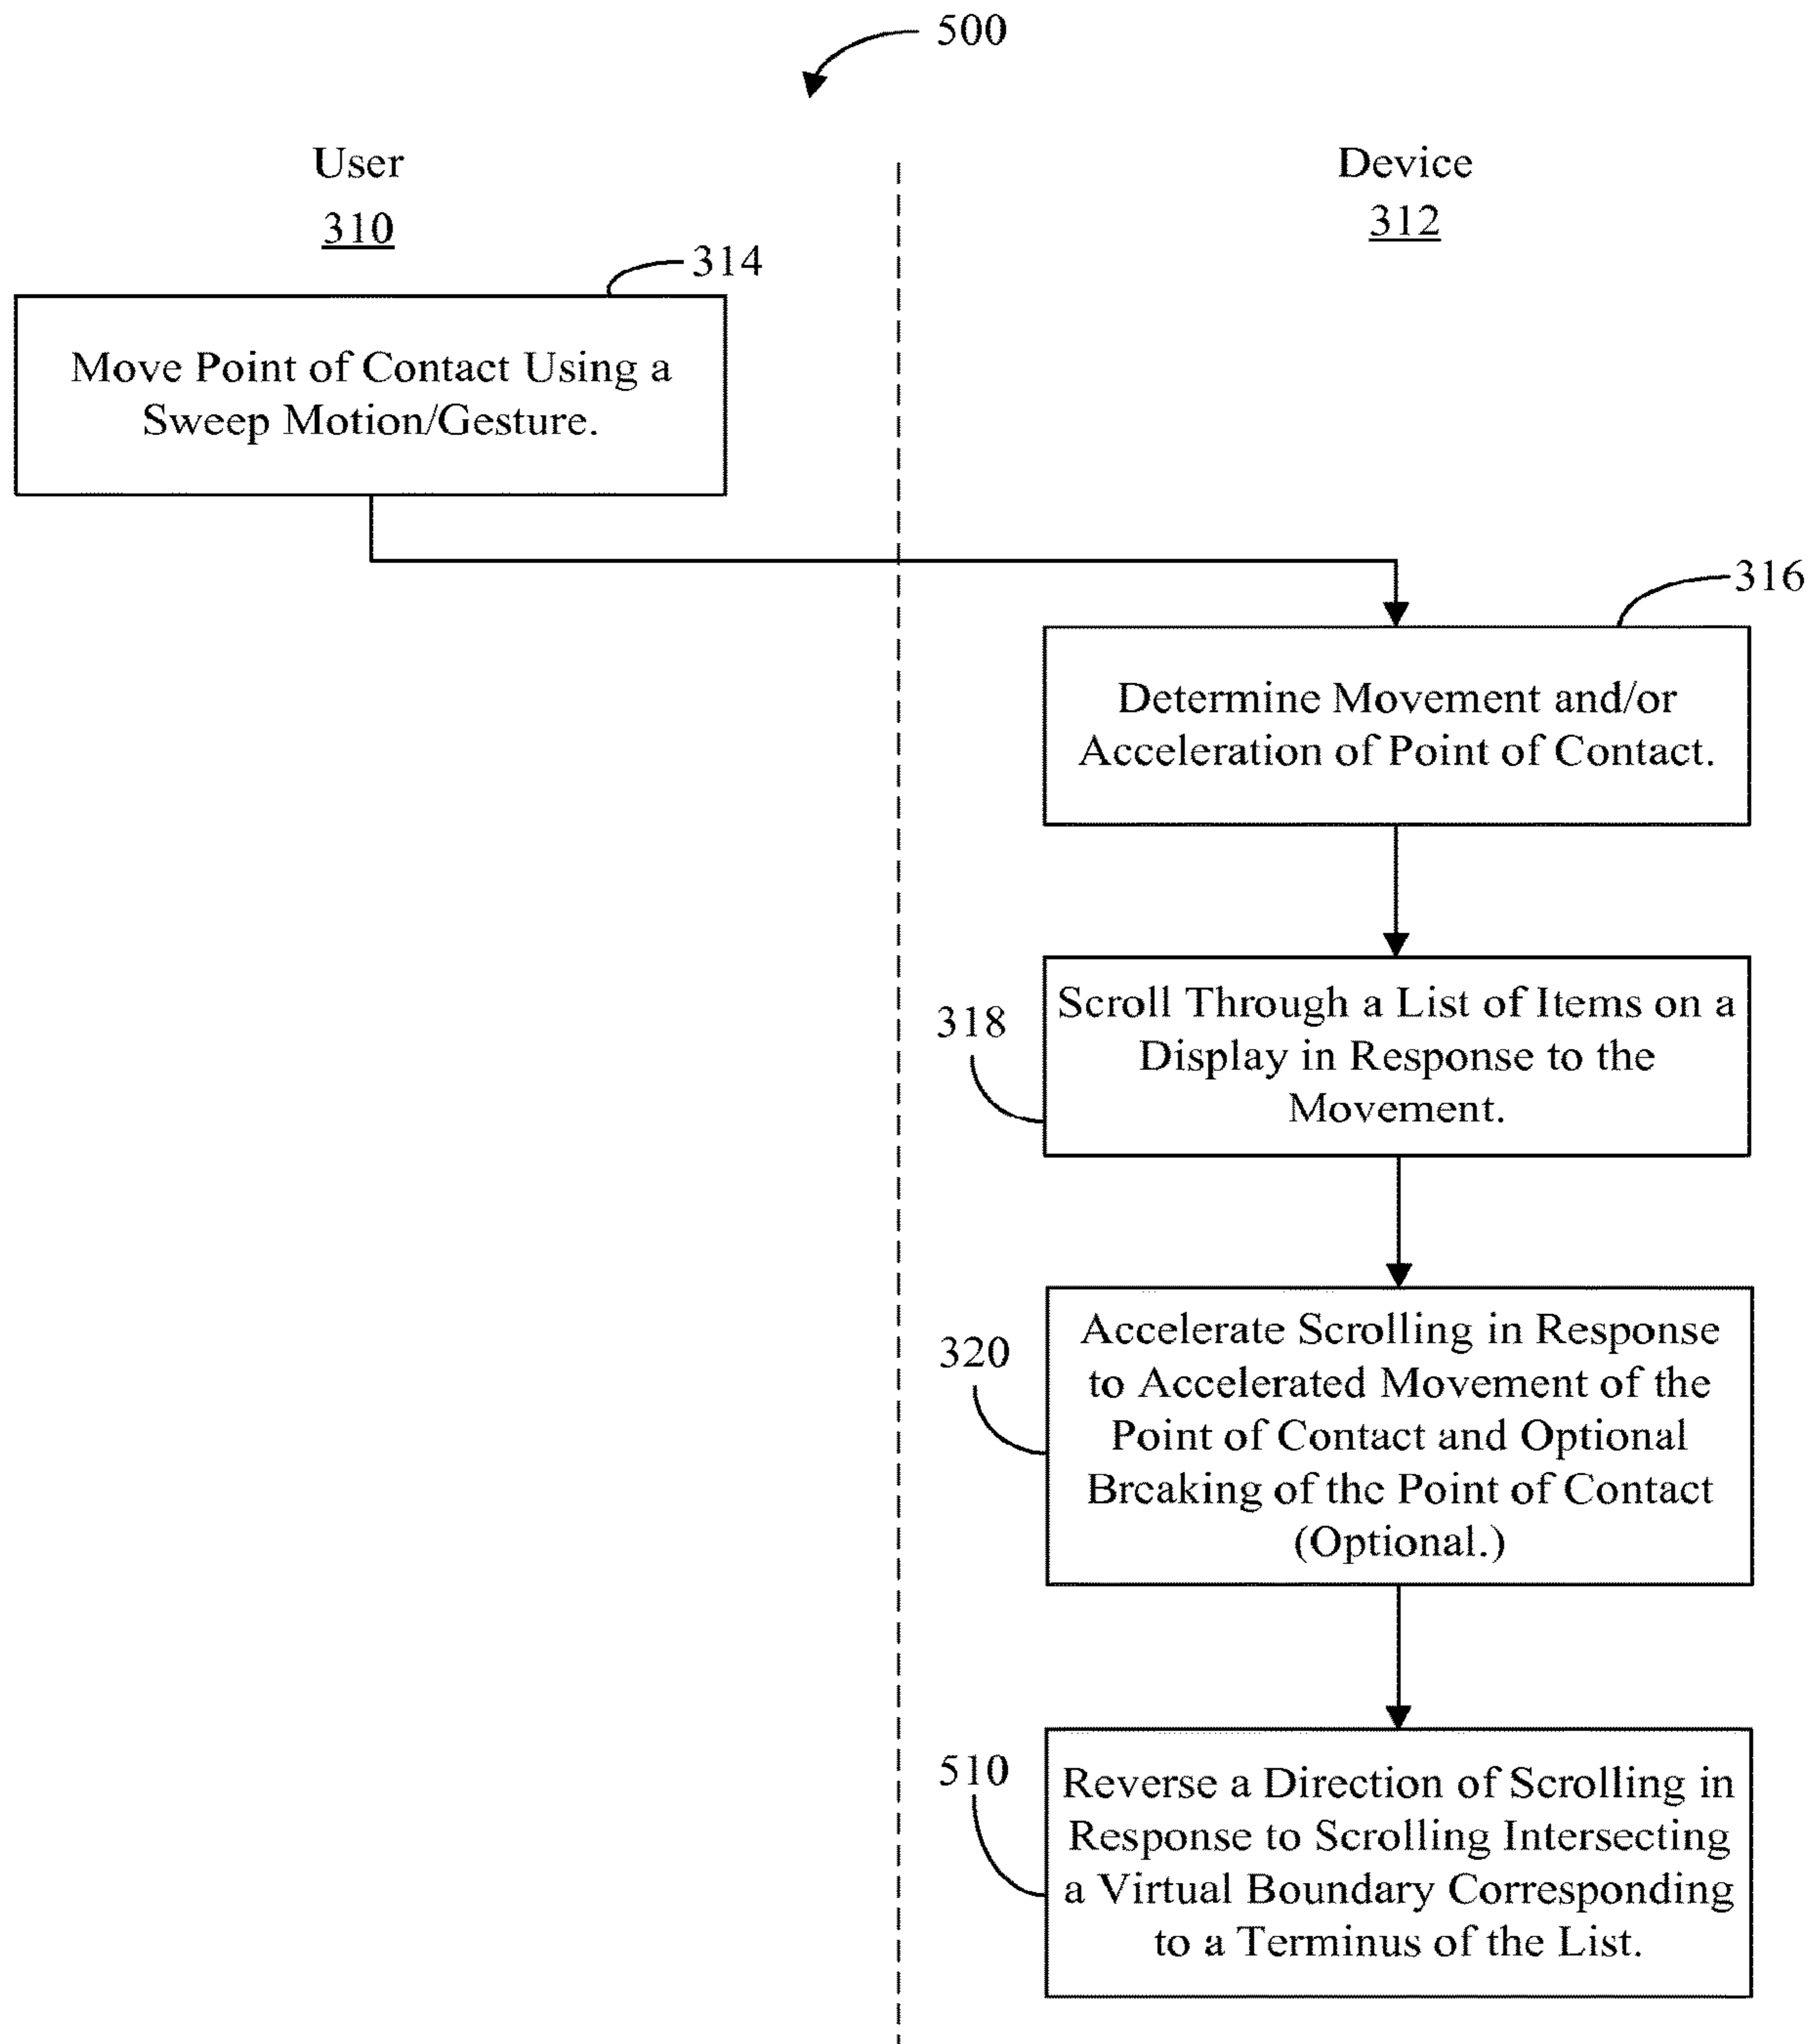 500
User
310
Device
312
314
Move Point of Contact Using a
Sweep Motion/Gesture.
316
Determine Movement and/or
Acceleration of Point of Contact.
318
Scroll Through a List of Items on a
Display in Response to the
Movement.
320
Accelerate Scrolling in Response
to Accelerated Movement of the
Point of Contact and Optional
Breaking of the Point of Contact
(Optional.)
510
Reverse a Direction of Scrolling in
Response to Scrolling Intersecting
a Virtual Boundary Corresponding
to a Terminus of the List.